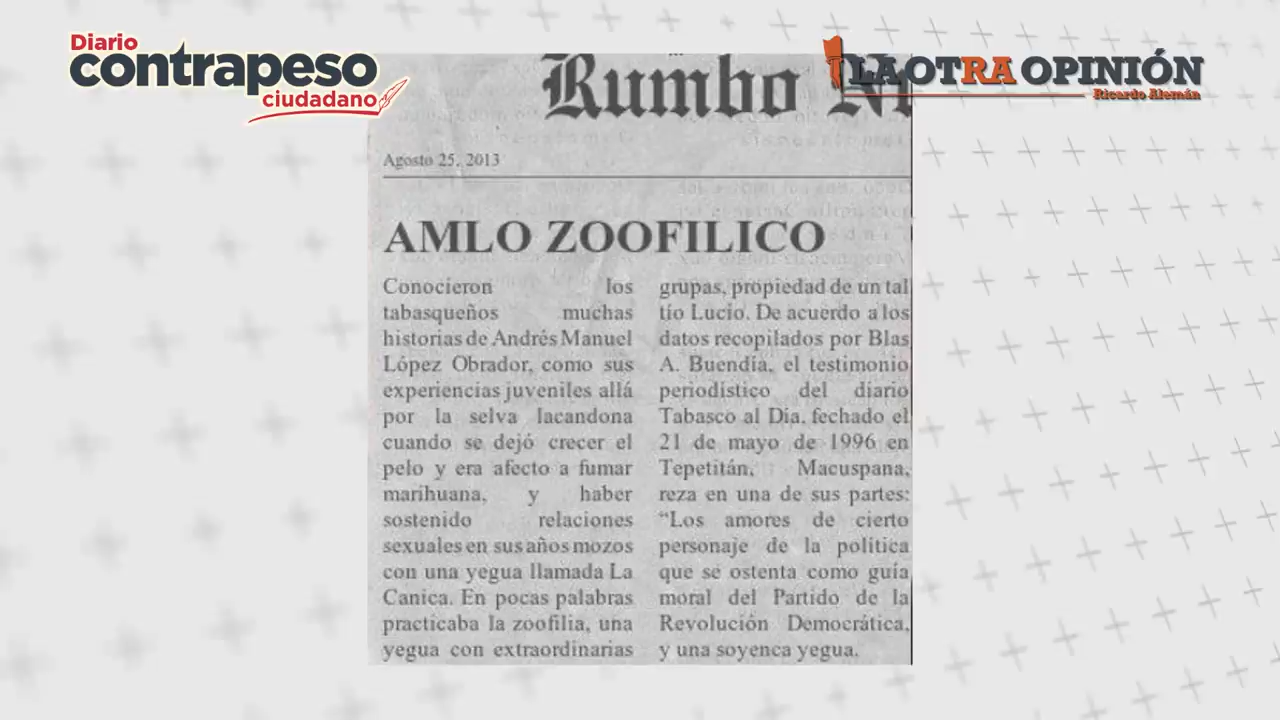 Diario
contrapeso
ciudadano
LA OTRA OPINIÓN
Ricardo Alemán
Rumbo
Agosto 25, 2013
AMLO ZOOFILICO
Conocieron los
tabasqueños muchas
historias de Andrés Manuel
López Obrador, como sus
experiencias juveniles allá
por la selva lacandona
cuando se dejó crecer el
pelo y era afecto a fumar
marihuana, y haber
sostenido relaciones
sexuales en sus años mozos
con una yegua llamada La
Canica. En pocas palabras
practicaba la zoofilia, una
yegua con extraordinarias
grupas, propiedad de un tal
tío Lucio. De acuerdo a los
datos recopilados por Blas
A. Buendía, el testimonio
periodístico del diario
Tabasco al Día, fechado el
21 de mayo de 1996 en
Tepetitán, Macuspana,
reza en una de sus partes:
“Los amores de cierto
personaje de la política
que se ostenta como guía
moral del Partido de la
Revolución Democrática,
y una soyenca yegua.